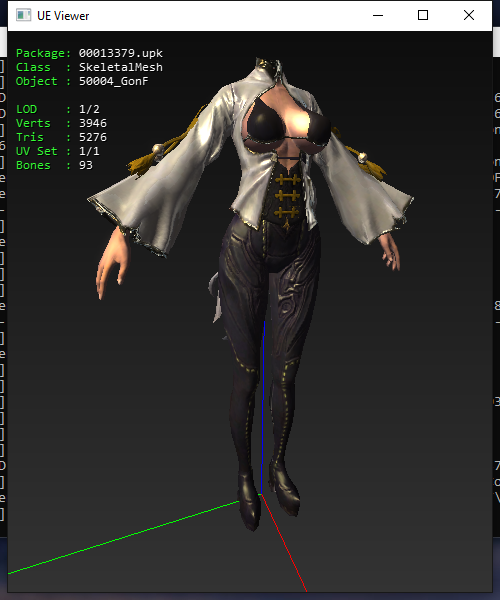 UE Viewer
Package: 00013379.upk
Class : SkeletalMesh
Object : 50004_GonF
LOD : 1/2
Verts : 3946
Tris : 5276
UV Set : 1/1
Bones : 93